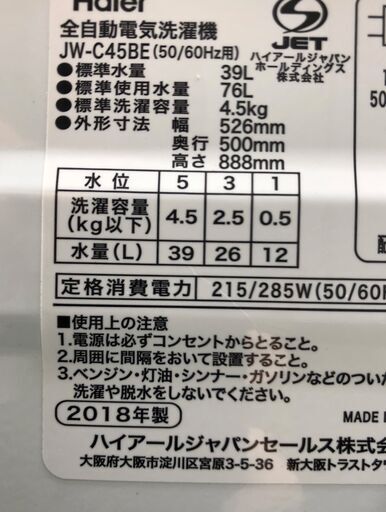 Haier
全自動電気洗濯機
JW-C45BE(50/60Hz用)
JET
ハイアールジャパン
ホールディングス
株式会社
●標準水量 39L
●標準使用水量 76L
●標準洗濯容量 4.5kg
●外形寸法 幅 526mm
奥行 500mm
高さ 888mm
水位 5 3 1
洗濯容量
(kg以下) 4.5 2.5 0.5
水量(L) 39 26 12
定格消費電力 215/285W(50/60H
■使用上の注意
1.電源は必ずコンセントからとること。
2.周囲に間隔をおいて設置すること。
3.ベンジン・灯油・シンナー・ガソリンなどのついた
洗濯や脱水をしないでください。
2018年製
MADE
ハイアールジャパンセールス株式会
大阪府大阪市淀川区宮原3-5-36 新大阪トラストタワ